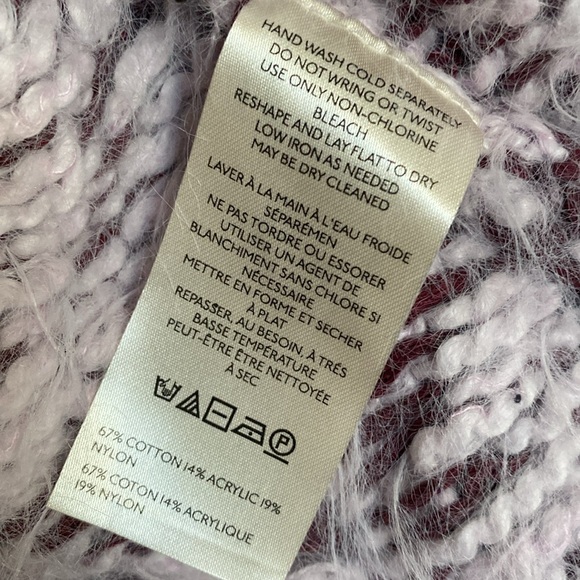 HAND WASH COLD SEPARATELY
DO NOT WRING OR TWIST
USE ONLY NON-CHLORINE
BLEACH
RESHAPE AND LAY FLAT TO DRY
LOW IRON AS NEEDED
MAY BE DRY CLEANED
LAVER À LA MAIN À L'EAU FROIDE
SÉPARÉMEN
NE PAS TORDRE OU ESSORER
UTILISER UN AGENT DE
BLANCHIMENT SANS CHLORE SI
NÉCESSAIRE
METTRE EN FORME ET SECHER
À PLAT
REPASSER, AU BESOIN, À TRÉS
BASSE TEMPÉRATURE
PEUT-ÊTRE ÊTRE NETTOYÉE
À SEC
P
67% COTTON 14% ACRYLIC 19%
NYLON
67% COTON 14% ACRYLIQUE
19% NYLON